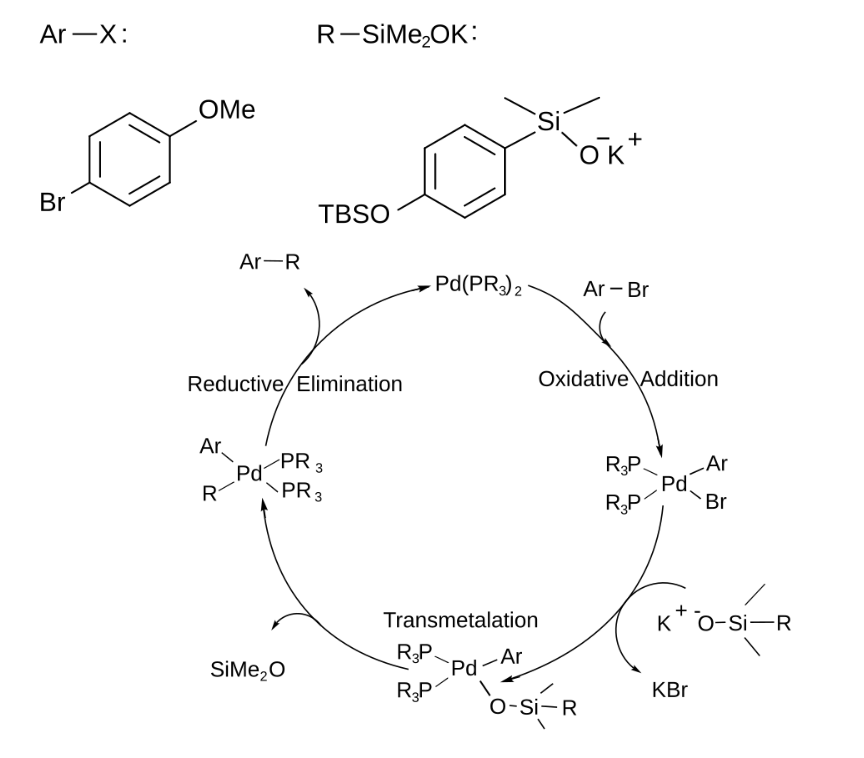 Ar—X:
R—SiMe₂OK:
OMe
Br
Si
O⁻K⁺
TBSO
Ar—R
Pd(PR₃)₂
Ar–Br
Reductive Elimination
Oxidative Addition
Ar
Pd
PR₃
R
PR₃
R₃P
Ar
Pd
R₃P
Br
Transmetalation
K⁺ ⁻O–Si—R
SiMe₂O
R₃P
Pd
Ar
R₃P
KBr
O–Si–R